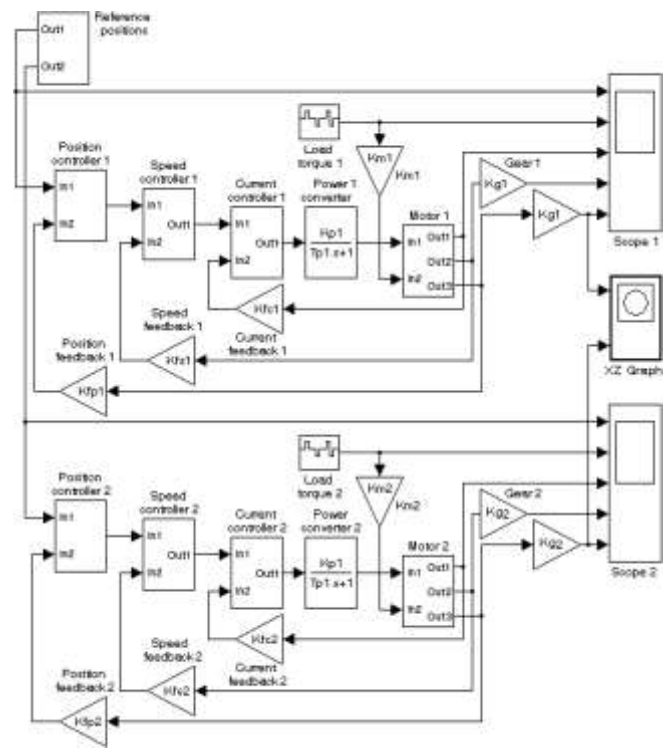 Reference
positions
Out1
Out2
Position
controller 1
In1
In2
Speed
controller 1
In1
Out1
In2
Current
controller 1
In1
Out1
In2
Power 1
converter
Kp1
Tp1.s+1
Load
torque 1
Km1
Km1
Motor 1
In1
In2
Out1
Out2
Out3
Gear 1
Kg1
Kg1
Scope 1
Kfc1
Current
feedback 1
Speed
feedback 1
Position
feedback 1
Kfp1
XZ Graph
Position
controller 2
In1
In2
Speed
controller 2
In1
Out1
In2
Current
controller 2
In1
Out1
In2
Power
converter 2
Kp1
Tp1.s+1
Load
torque 2
Km2
Km2
Motor 2
In1
In2
Out1
Out2
Out3
Gear 2
Kg2
Kg2
Scope 2
Kfc2
Current
feedback 2
Speed
feedback 2
Position
feedback 2
Kfp2